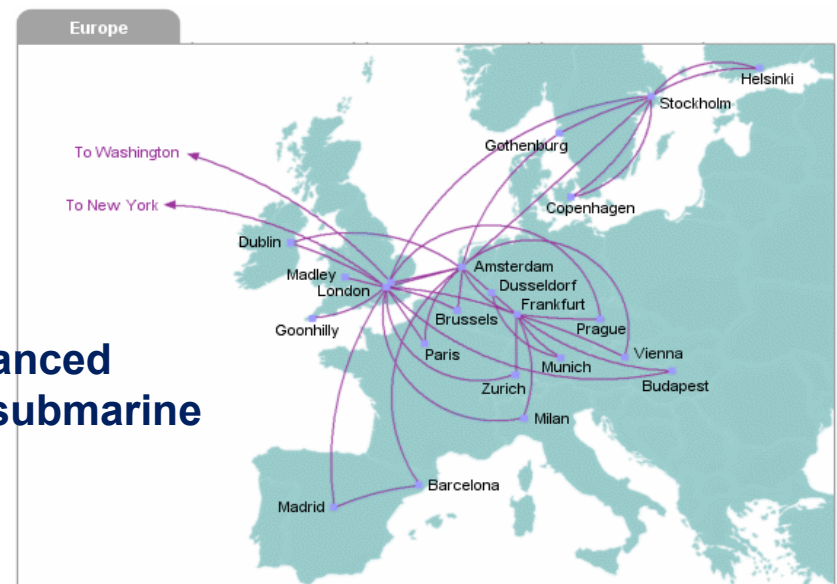 Europe
Helsinki
Stockholm
Gothenburg
To Washington
Copenhagen
To New York
Dublin
Amsterdam
Madley
Dusseldorf
London
Frankfurt
Goonhilly
Brussels
Prague
Paris
Vienna
Munich
Budapest
Zurich
Milan
anced
submarine
Barcelona
Madrid